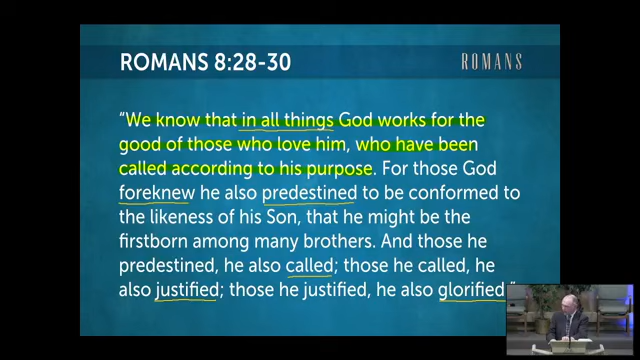 ROMANS 8:28-30
ROMANS
“We know that in all things God works for the
good of those who love him, who have been
called according to his purpose. For those God
foreknew he also predestined to be conformed to
the likeness of his Son, that he might be the
firstborn among many brothers. And those he
predestined, he also called; those he called, he
also justified; those he justified, he also glorified.”